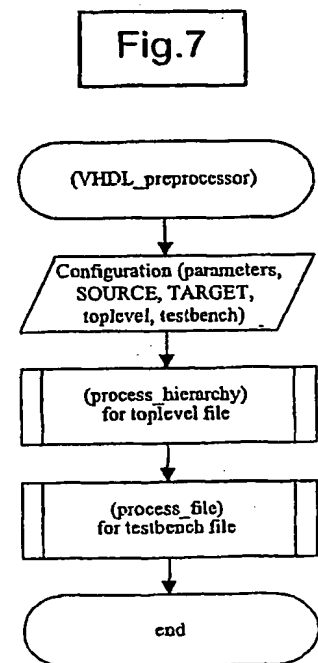 Fig.7
(VHDL_preprocessor)
Configuration (parameters,
SOURCE, TARGET,
toplevel, testbench)
(process_hierarchy)
for toplevel file
(process_file)
for testbench file
end